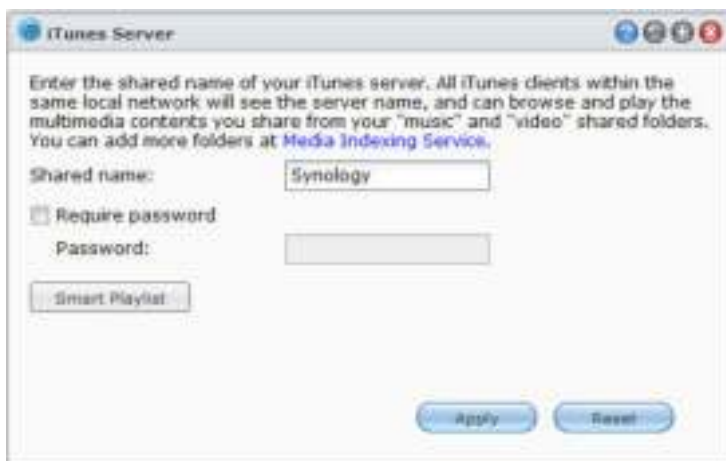 iTunes Server
Enter the shared name of your iTunes server. All iTunes clients within the
same local network will see the server name, and can browse and play the
multimedia contents you share from your "music" and "video" shared folders.
You can add more folders at Media Indexing Service.
Shared name: Synology
Require password
Password:
Smart Playlist
Apply Reset